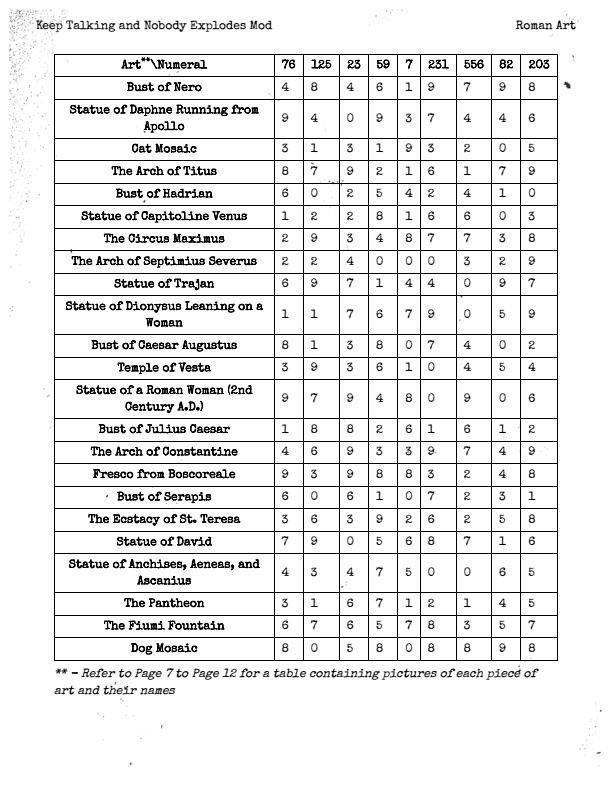 Keep Talking and Nobody Explodes Mod Roman Art
Art**\Numeral 76 125 23 59 7 231 556 82 203
Bust of Nero 4 8 4 6 1 9 7 9 8
Statue of Daphne Running from
Apollo 9 4 0 9 3 7 4 4 6
Cat Mosaic 3 1 3 1 9 3 2 0 5
The Arch of Titus 8 7 9 2 1 6 1 7 9
Bust of Hadrian 6 0 2 5 4 2 4 1 0
Statue of Capitoline Venus 1 2 2 8 1 6 6 0 3
The Circus Maximus 2 9 3 4 8 7 7 3 8
The Arch of Septimius Severus 2 2 4 0 0 0 3 2 9
Statue of Trajan 6 9 7 1 4 4 0 9 7
Statue of Dionysus Leaning on a
Woman 1 1 7 6 7 9 0 5 9
Bust of Caesar Augustus 8 1 3 8 0 7 4 0 2
Temple of Vesta 3 9 3 6 1 0 4 5 4
Statue of a Roman Woman (2nd
Century A.D.) 9 7 9 4 8 0 9 0 6
Bust of Julius Caesar 1 8 8 2 6 1 6 1 2
The Arch of Constantine 4 6 9 3 3 9 7 4 9
Fresco from Boscoreale 9 3 9 8 8 3 2 4 8
Bust of Serapis 6 0 6 1 0 7 2 3 1
The Ecstacy of St. Teresa 3 6 3 9 2 6 2 5 8
Statue of David 7 9 0 5 6 8 7 1 6
Statue of Anchises, Aeneas, and
Ascanius 4 3 4 7 5 0 0 6 5
The Pantheon 3 1 6 7 1 2 1 4 5
The Fiumi Fountain 6 7 6 5 7 8 3 5 7
Dog Mosaic 8 0 5 8 0 8 8 9 8
** – Refer to Page 7 to Page 12 for a table containing pictures of each piece of
art and their names